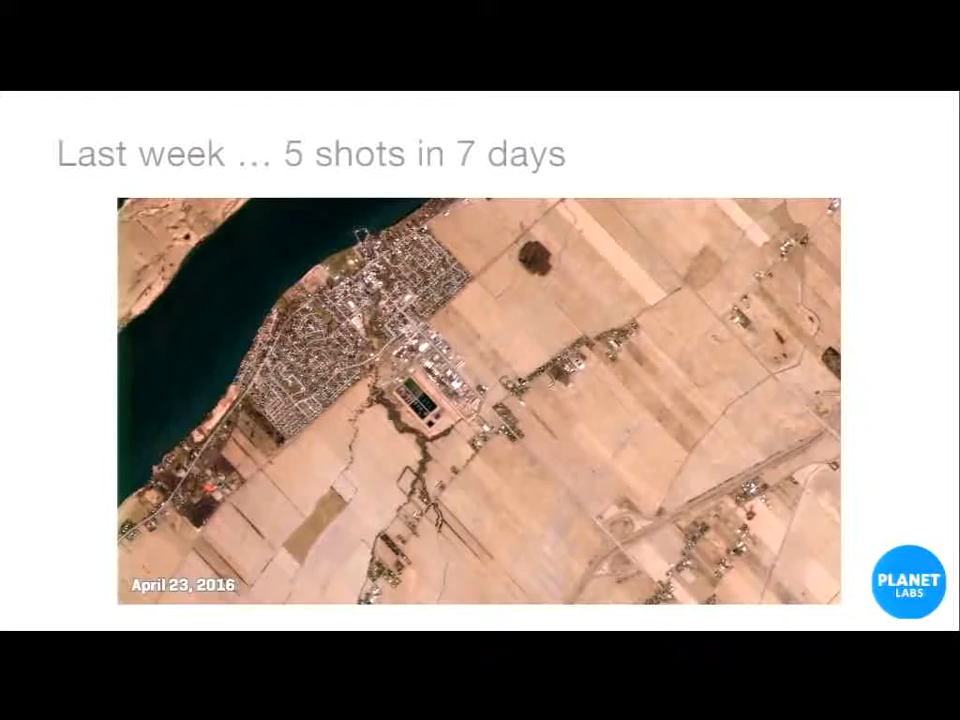 Last week … 5 shots in 7 days
April 23, 2016
PLANET
LABS